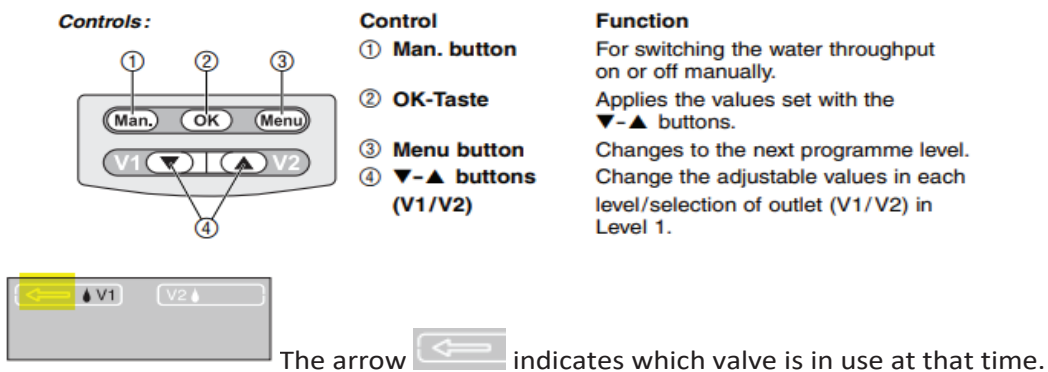 Controls:
① ② ③
Man. OK Menu
V1 ▼ ▲ V2
④
Control Function
① Man. button For switching the water throughput
on or off manually.
② OK-Taste Applies the values set with the
▼-▲ buttons.
③ Menu button Changes to the next programme level.
④ ▼-▲ buttons Change the adjustable values in each
(V1/V2) level/selection of outlet (V1/V2) in
Level 1.
V1 V2
The arrow indicates which valve is in use at that time.